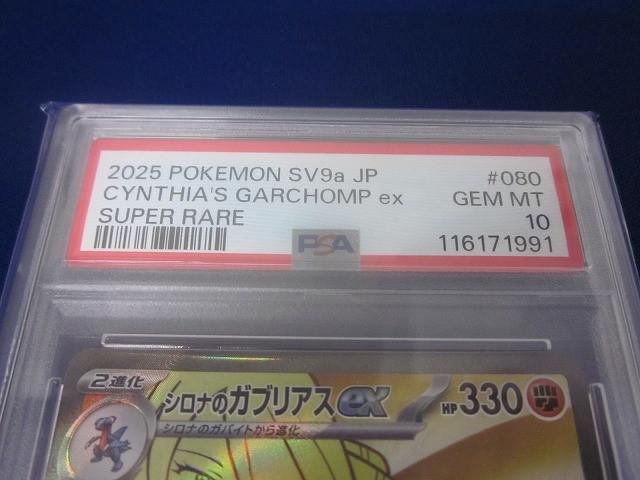 2025 POKEMON SV9a JP #080
CYNTHIA'S GARCHOMP ex GEM MT
SUPER RARE 10
PSA 116171991
2進化 シロナのガブリアスex HP330
シロナのガバイトから進化